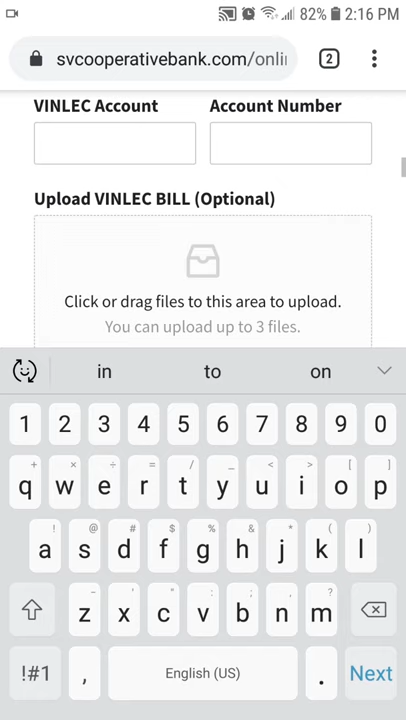 82% 2:16 PM
svcooperativebank.com/onli 2
VINLEC Account Account Number
Upload VINLEC BILL (Optional)
Click or drag files to this area to upload.
You can upload up to 3 files.
in to on
1 2 3 4 5 6 7 8 9 0
+ × ÷ = / _ < > [ ]
q w e r t y u i o p
! @ # $ % & * ( )
a s d f g h j k l
- ' " : ; , ?
z x c v b n m
!#1 , English (US) . Next